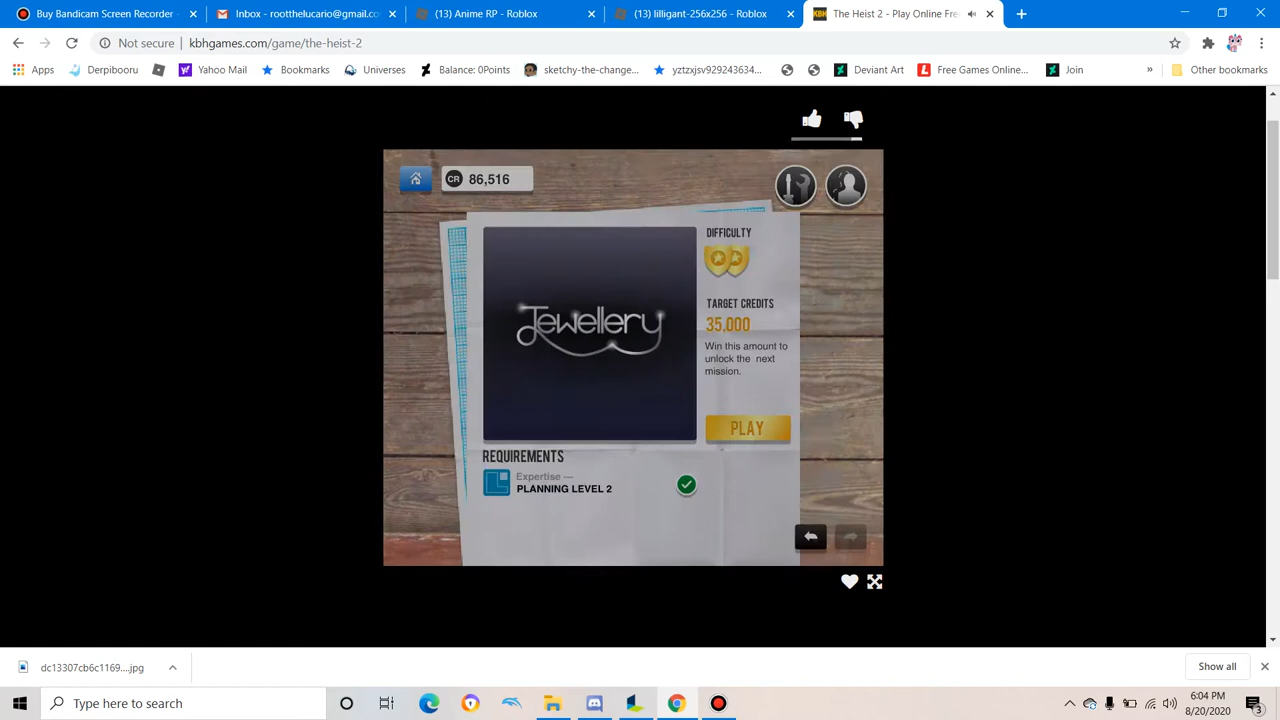 Buy Bandicam Screen Recorder
Inbox - rootthelucario@gmail.co
(13) Anime RP - Roblox
(13) lilligant-256x256 - Roblox
KBH
The Heist 2 - Play Online Free
Not secure | kbhgames.com/game/the-heist-2
Apps
Derpibooru
Yahoo Mail
Bookmarks
Universes
Balance: 0Points
sketchy-the-change...
yztzxjsv929243634...
Deviant Art
Free Games Online...
Join
»
Other bookmarks
CR 86,516
DIFFICULTY
Jewellery
TARGET CREDITS
35,000
Win this amount to
unlock the next
mission.
PLAY
REQUIREMENTS
Expertise —
PLANNING LEVEL 2
dc13307cb6c1169....jpg
Show all
Type here to search
6:04 PM
8/20/2020
3